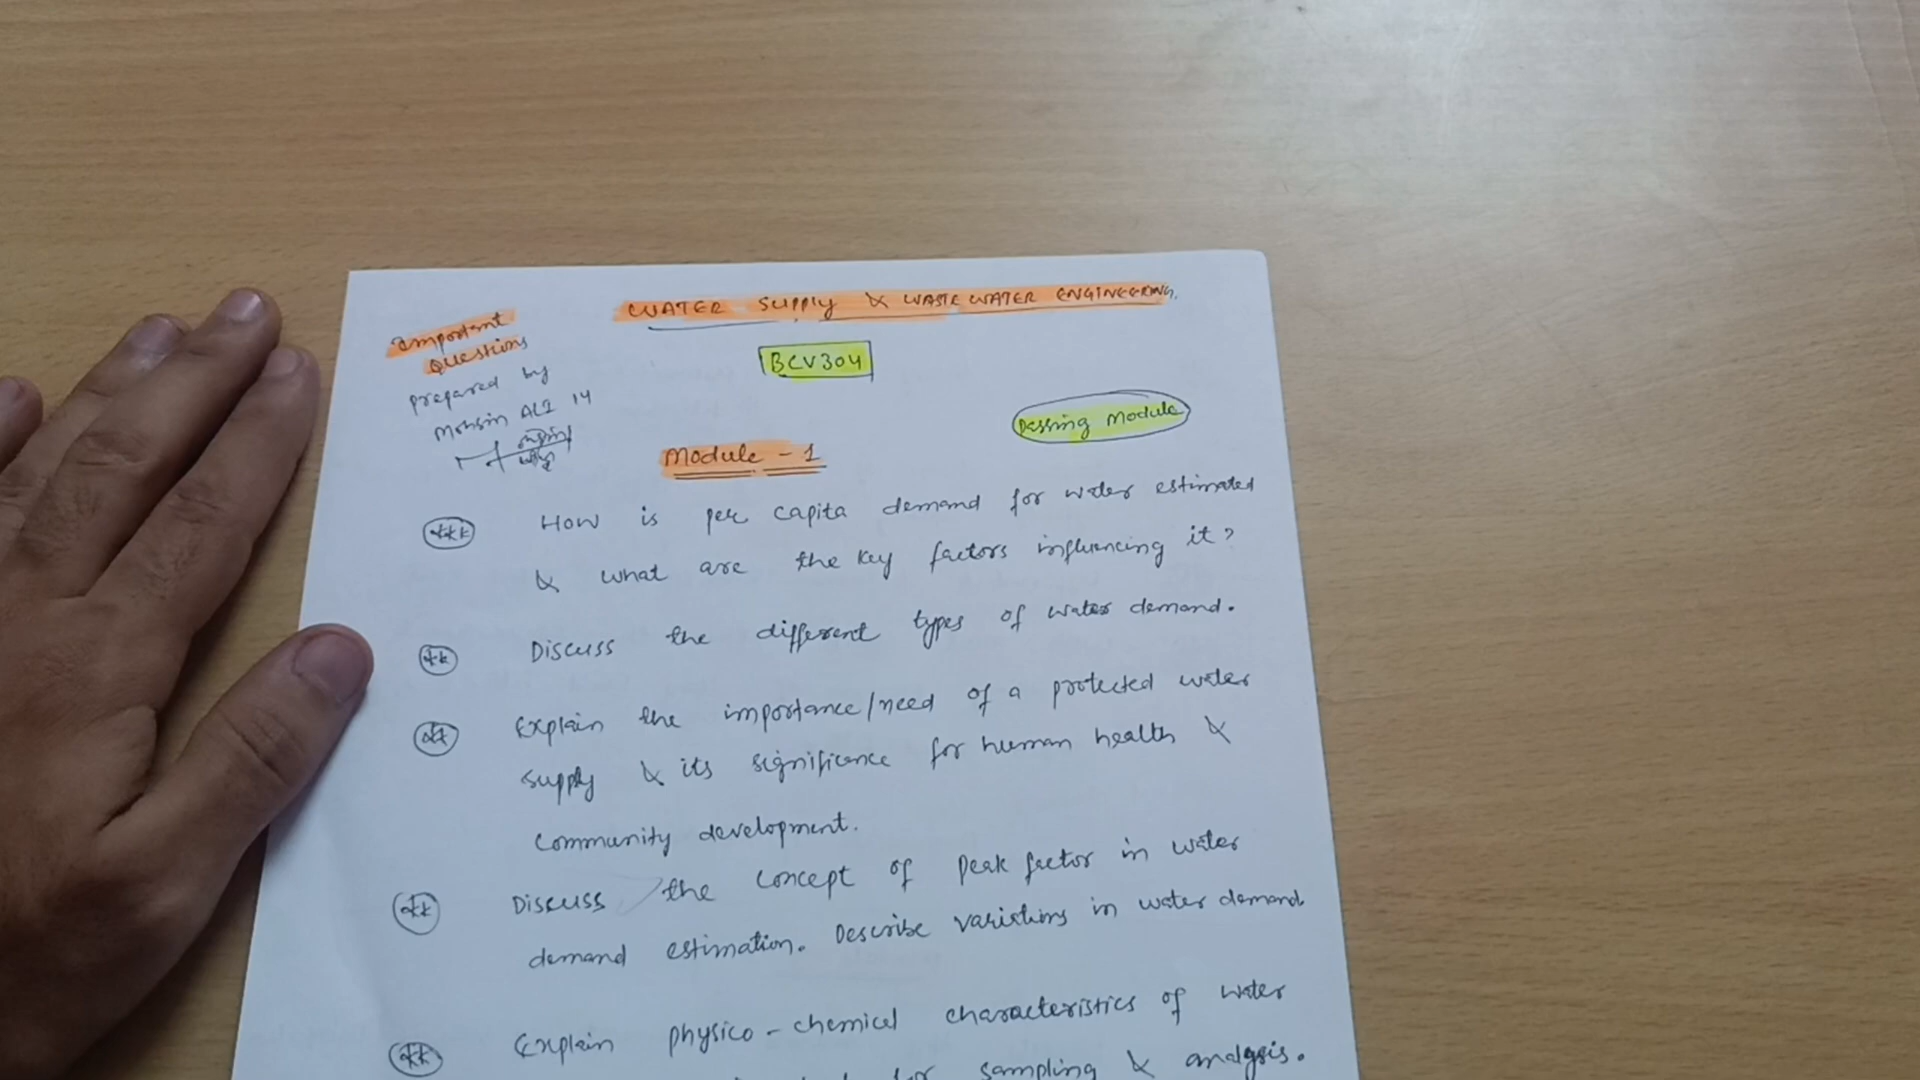 WATER Supply & WASTE WATER ENGINEERING.
Important
Questions
prepared by
Mohsin ALI 14
BCV304
Passing Module
Module - 1
*** How is per capita demand for water estimated
& what are the key factors influencing it?
** Discuss the different types of water demand.
** Explain the importance/need of a protected water
supply & its significance for human health &
community development.
** Discuss the concept of Peak factor in water
demand estimation. Describe variations in water demand
** Explain physico-chemical characteristics of water
for sampling & analysis.